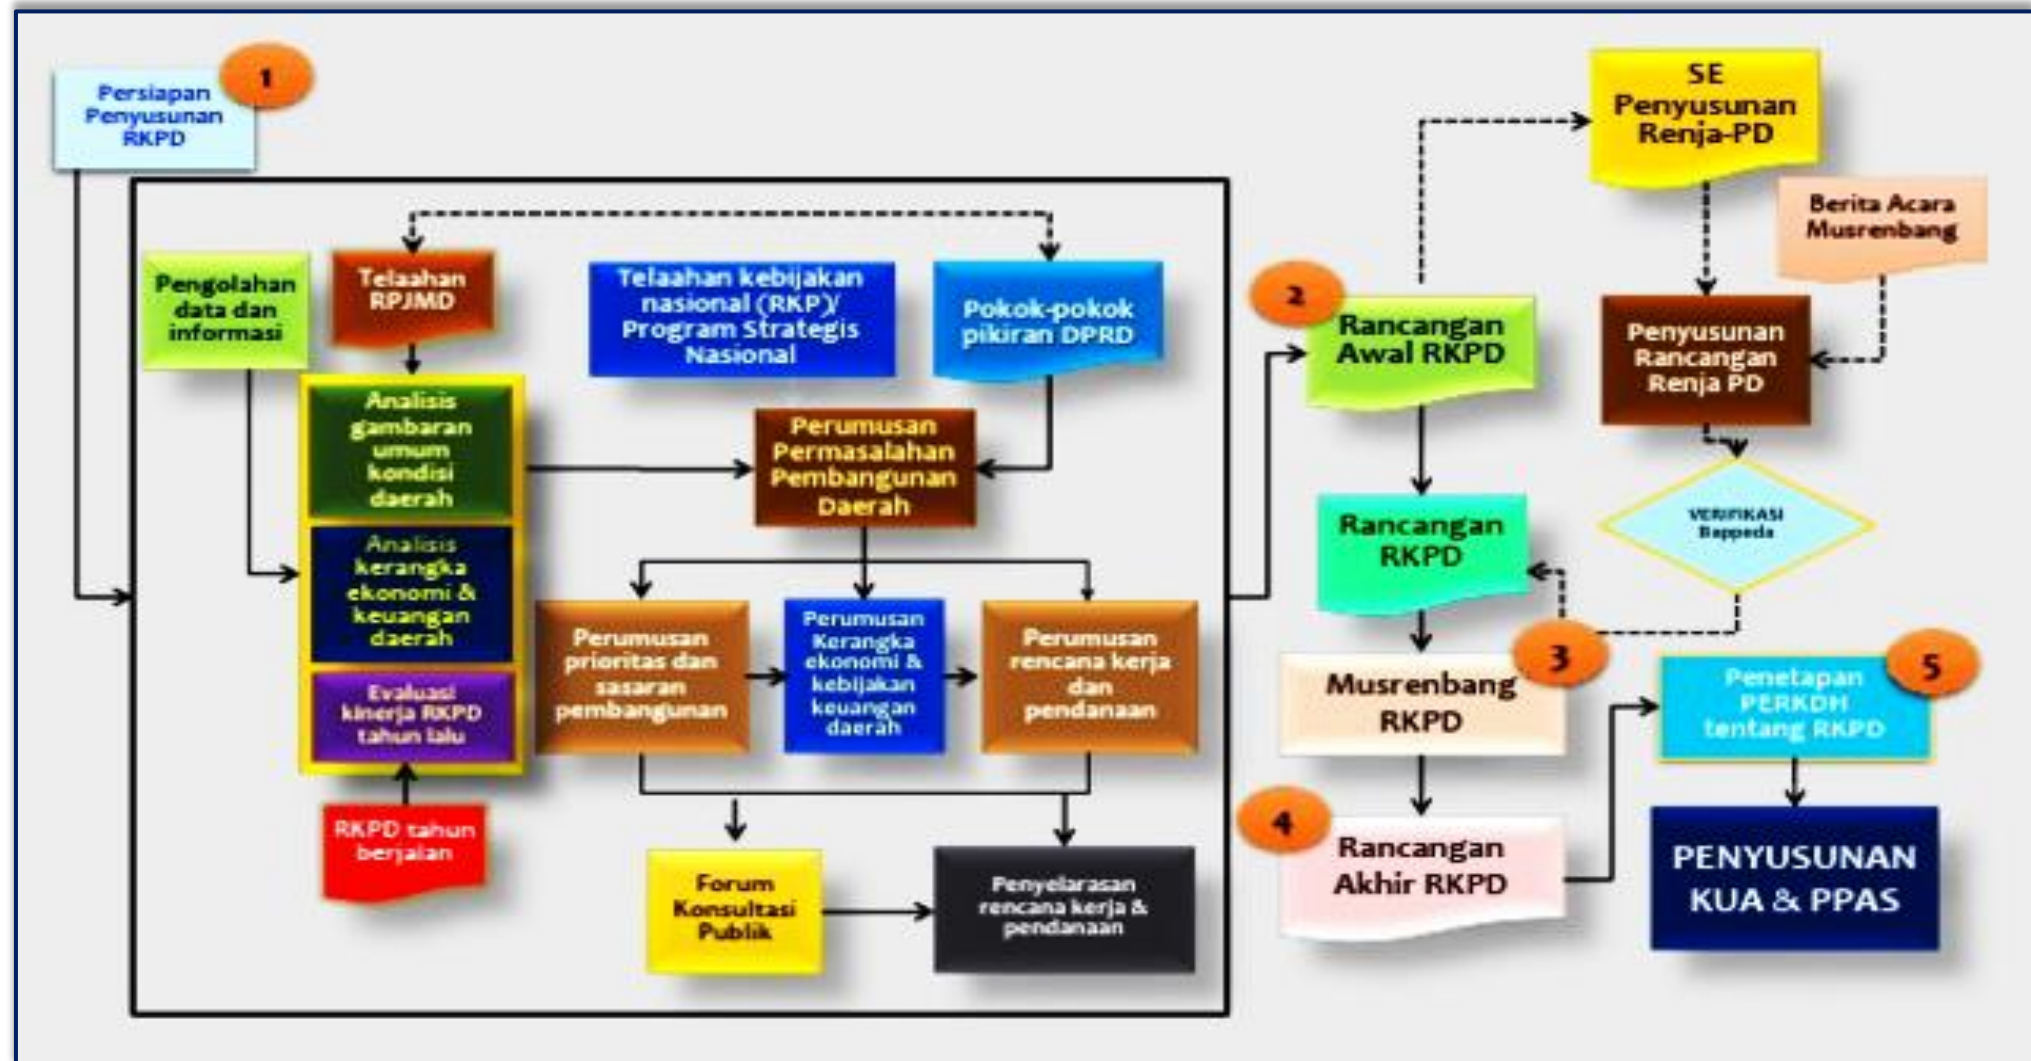 1
Persiapan
Penyusunan
RKPD
Pengolahan
data dan
informasi
Telaahan
RPJMD
Telaahan kebijakan
nasional (RKP)/
Program Strategis
Nasional
Pokok-pokok
pikiran DPRD
Analisis
gambaran
umum
kondisi
daerah
Analisis
kerangka
ekonomi &
keuangan
daerah
Evaluasi
kinerja RKPD
tahun lalu
RKPD tahun
berjalan
Perumusan
Permasalahan
Pembangunan
Daerah
Perumusan
prioritas dan
sasaran
pembangunan
Perumusan
Kerangka
ekonomi &
kebijakan
keuangan
daerah
Perumusan
rencana kerja
dan
pendanaan
Forum
Konsultasi
Publik
Penyelarasan
rencana kerja &
pendanaan
2
Rancangan
Awal RKPD
Rancangan
RKPD
3
Musrenbang
RKPD
4
Rancangan
Akhir RKPD
SE
Penyusunan
Renja-PD
Berita Acara
Musrenbang
Penyusunan
Rancangan
Renja PD
VERIFIKASI
Bappeda
5
Penetapan
PERKDH
tentang RKPD
PENYUSUNAN
KUA & PPAS